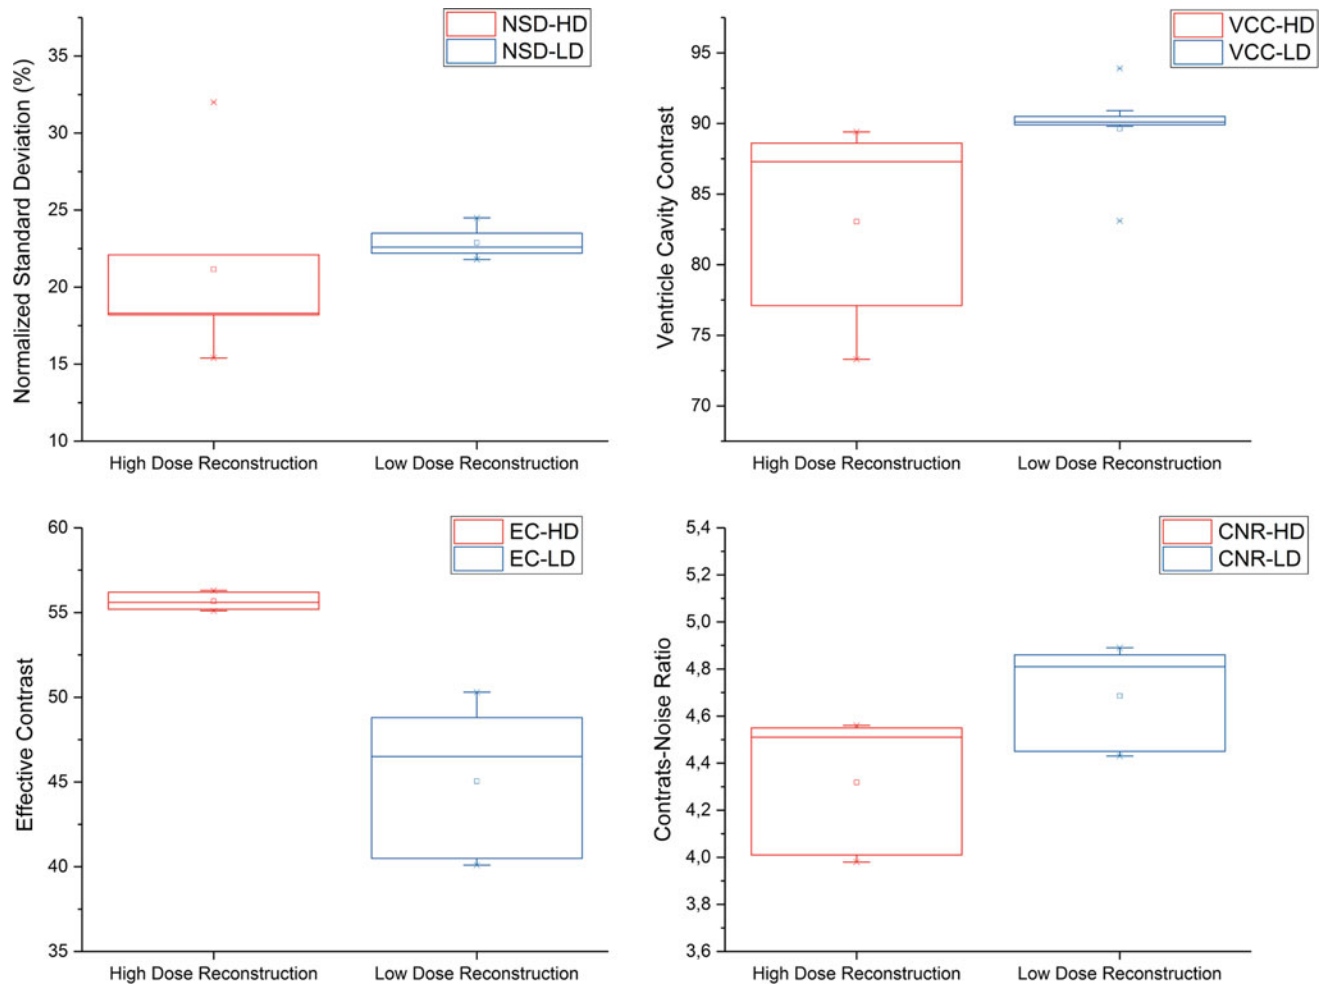 NSD-HD
NSD-LD
Normalized Standard Deviation (%)
35
30
25
20
15
10
High Dose Reconstruction
Low Dose Reconstruction
VCC-HD
VCC-LD
Ventricle Cavity Contrast
95
90
85
80
75
70
High Dose Reconstruction
Low Dose Reconstruction
EC-HD
EC-LD
Effective Contrast
60
55
50
45
40
35
High Dose Reconstruction
Low Dose Reconstruction
CNR-HD
CNR-LD
Contrats-Noise Ratio
5,4
5,2
5,0
4,8
4,6
4,4
4,2
4,0
3,8
3,6
High Dose Reconstruction
Low Dose Reconstruction